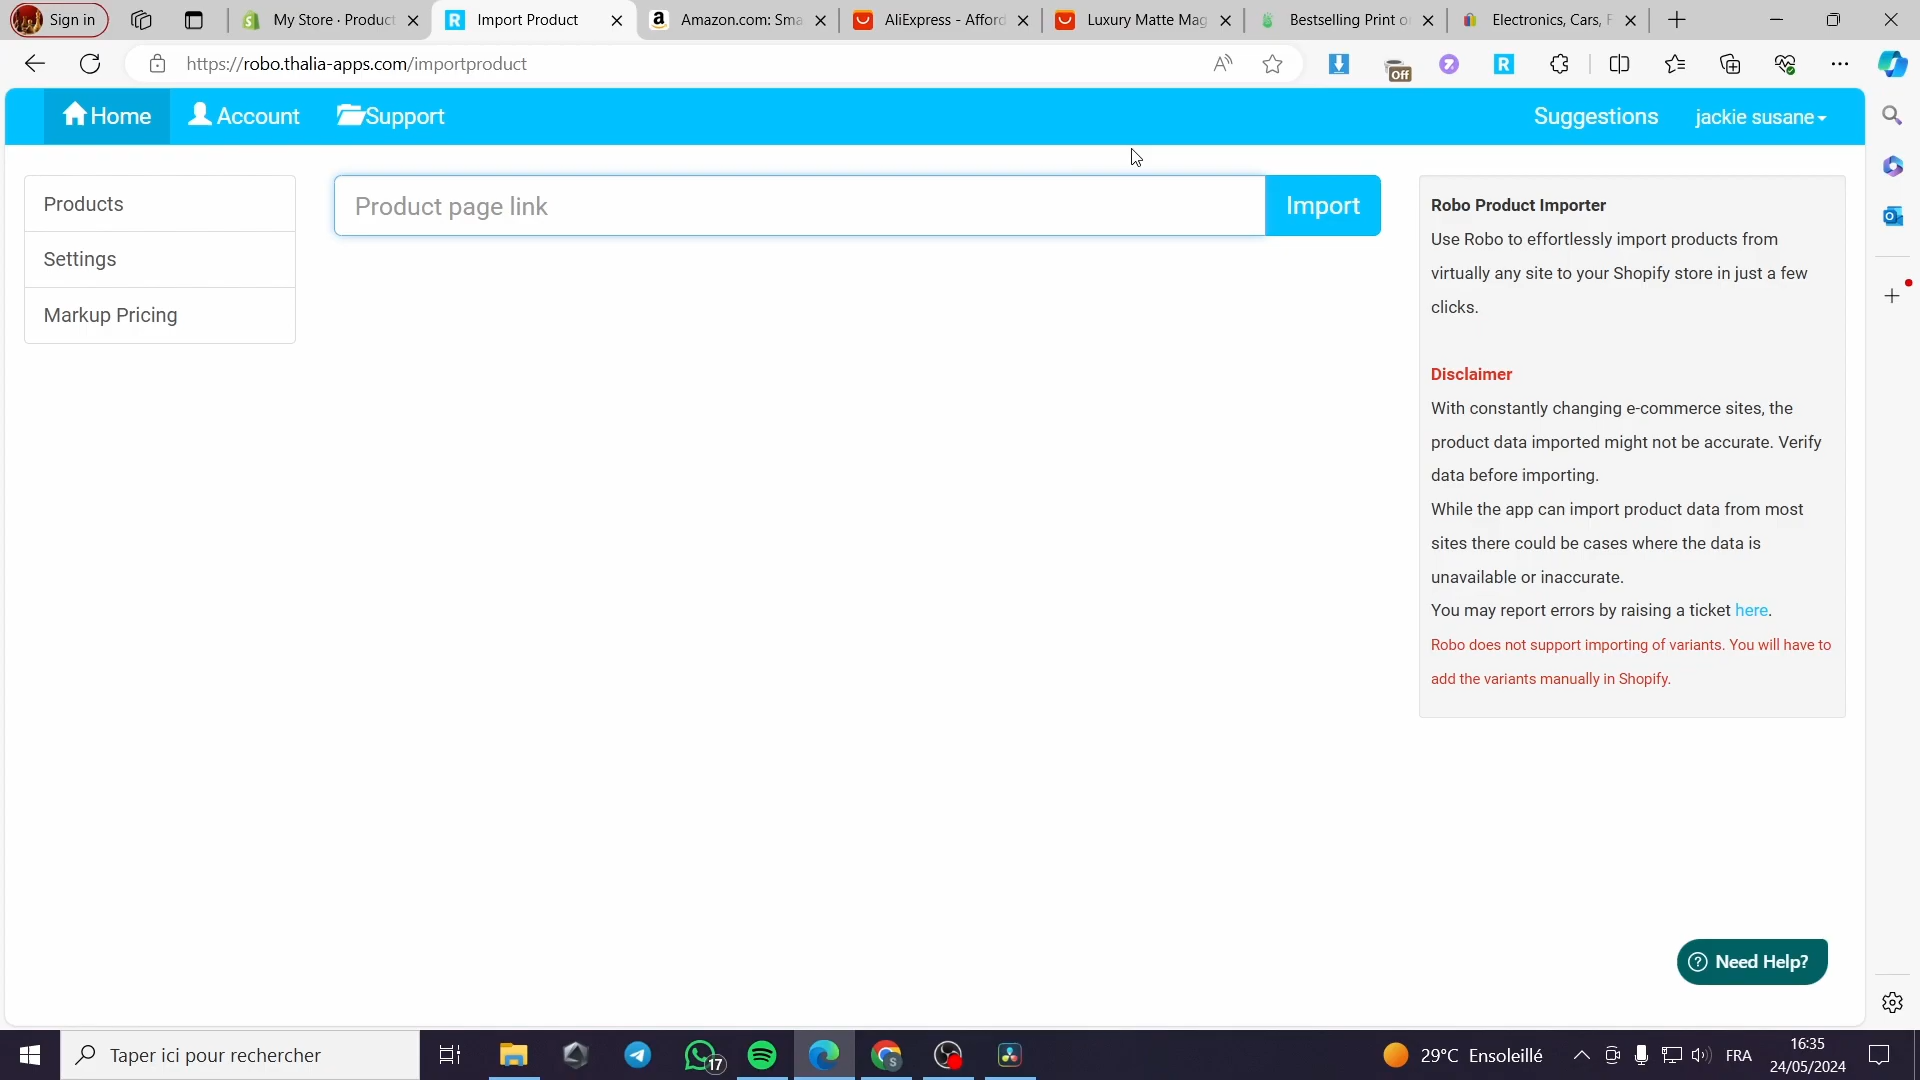 Sign in
My Store · Product
Import Product
Amazon.com: Sma
AliExpress - Afford
Luxury Matte Mag
Bestselling Print o
Electronics, Cars, F
https://robo.thalia-apps.com/importproduct
Off
Home
Account
Support
Suggestions
jackie susane
Products
Settings
Markup Pricing
Product page link
Import
Robo Product Importer
Use Robo to effortlessly import products from
virtually any site to your Shopify store in just a few
clicks.
Disclaimer
With constantly changing e-commerce sites, the
product data imported might not be accurate. Verify
data before importing.
While the app can import product data from most
sites there could be cases where the data is
unavailable or inaccurate.
You may report errors by raising a ticket here.
Robo does not support importing of variants. You will have to
add the variants manually in Shopify.
Need Help?
Taper ici pour rechercher
17
29°C Ensoleillé
FRA
16:35
24/05/2024